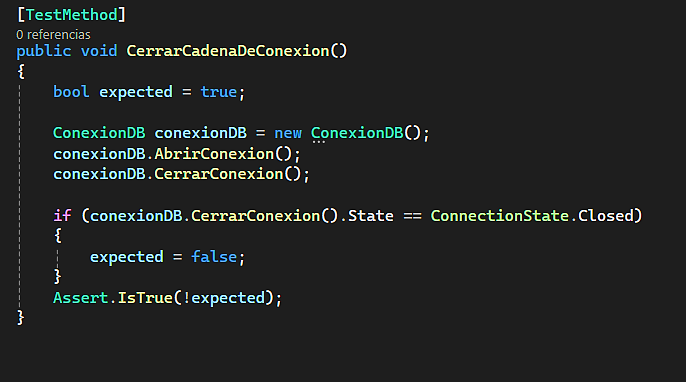 [TestMethod]
0 referencias
public void CerrarCadenaDeConexion()
{
bool expected = true;
ConexionDB conexionDB = new ConexionDB();
conexionDB.AbrirConexion();
conexionDB.CerrarConexion();
if (conexionDB.CerrarConexion().State == ConnectionState.Closed)
{
expected = false;
}
Assert.IsTrue(!expected);
}